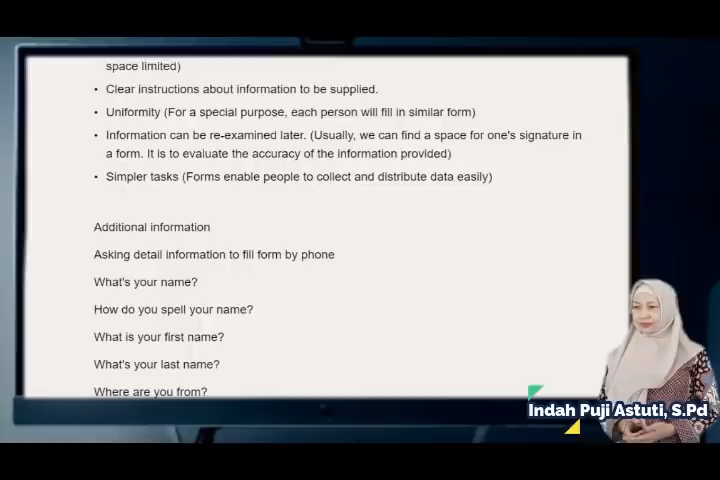 space limited)
• Clear instructions about information to be supplied.
• Uniformity (For a special purpose, each person will fill in similar form)
• Information can be re-examined later. (Usually, we can find a space for one's signature in
a form. It is to evaluate the accuracy of the information provided)
• Simpler tasks (Forms enable people to collect and distribute data easily)
Additional information
Asking detail information to fill form by phone
What's your name?
How do you spell your name?
What is your first name?
What's your last name?
Where are you from?
Indah Puji Astuti, S.Pd